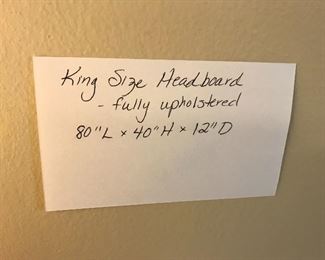 King Size Headboard
- fully upholstered
80"L x 40"H x 12"D